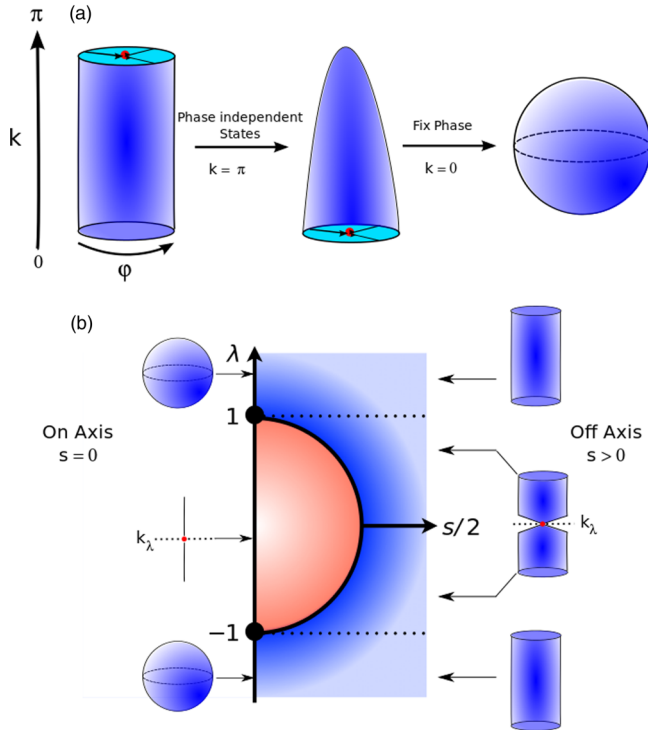 (a)
π
k
0
φ
Phase independent
States
k = π
Fix Phase
k = 0
(b)
λ
1
On Axis
s = 0
Off Axis
s > 0
k_λ
k_λ
s/2
−1